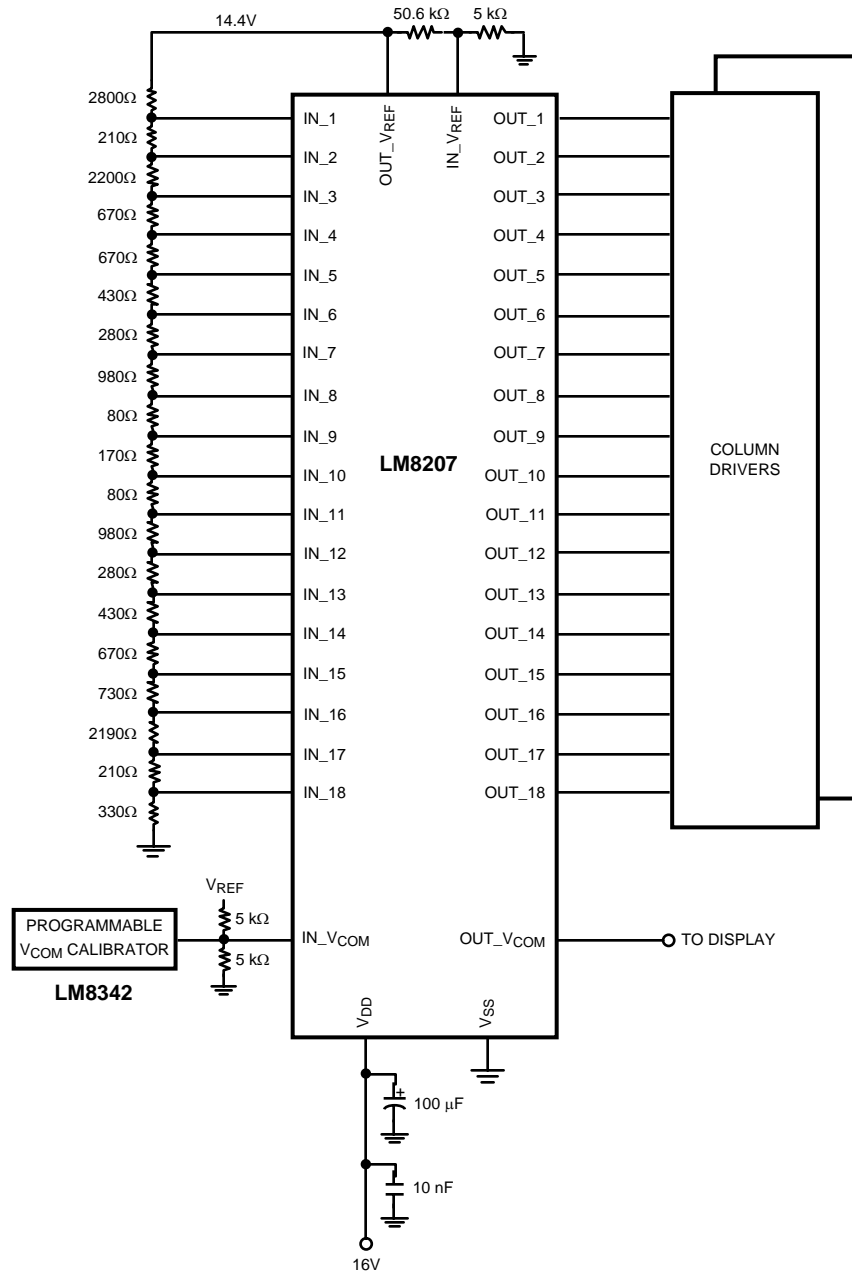 14.4V
50.6 kΩ
5 kΩ
2800Ω
210Ω
2200Ω
670Ω
670Ω
430Ω
280Ω
980Ω
80Ω
170Ω
80Ω
980Ω
280Ω
430Ω
670Ω
730Ω
2190Ω
210Ω
330Ω
OUT_VREF
IN_VREF
IN_1
IN_2
IN_3
IN_4
IN_5
IN_6
IN_7
IN_8
IN_9
IN_10
IN_11
IN_12
IN_13
IN_14
IN_15
IN_16
IN_17
IN_18
LM8207
OUT_1
OUT_2
OUT_3
OUT_4
OUT_5
OUT_6
OUT_7
OUT_8
OUT_9
OUT_10
OUT_11
OUT_12
OUT_13
OUT_14
OUT_15
OUT_16
OUT_17
OUT_18
COLUMN
DRIVERS
VREF
5 kΩ
5 kΩ
PROGRAMMABLE
VCOM CALIBRATOR
LM8342
IN_VCOM
OUT_VCOM
TO DISPLAY
VDD
VSS
+
100 μF
10 nF
16V